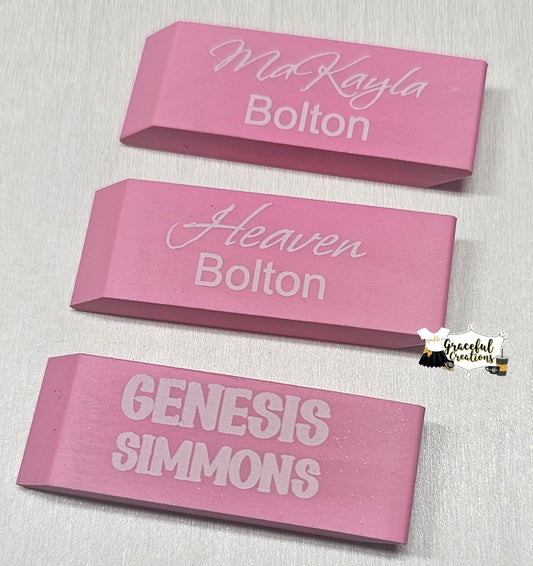 MaKayla
Bolton
Heaven
Bolton
Graceful
Creations
GENESIS
SIMMONS